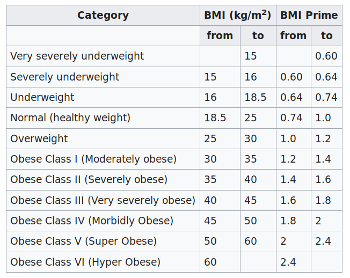 Category BMI (kg/m²) BMI Prime
from to from to
Very severely underweight 15 0.60
Severely underweight 15 16 0.60 0.64
Underweight 16 18.5 0.64 0.74
Normal (healthy weight) 18.5 25 0.74 1.0
Overweight 25 30 1.0 1.2
Obese Class I (Moderately obese) 30 35 1.2 1.4
Obese Class II (Severely obese) 35 40 1.4 1.6
Obese Class III (Very severely obese) 40 45 1.6 1.8
Obese Class IV (Morbidly Obese) 45 50 1.8 2
Obese Class V (Super Obese) 50 60 2 2.4
Obese Class VI (Hyper Obese) 60 2.4